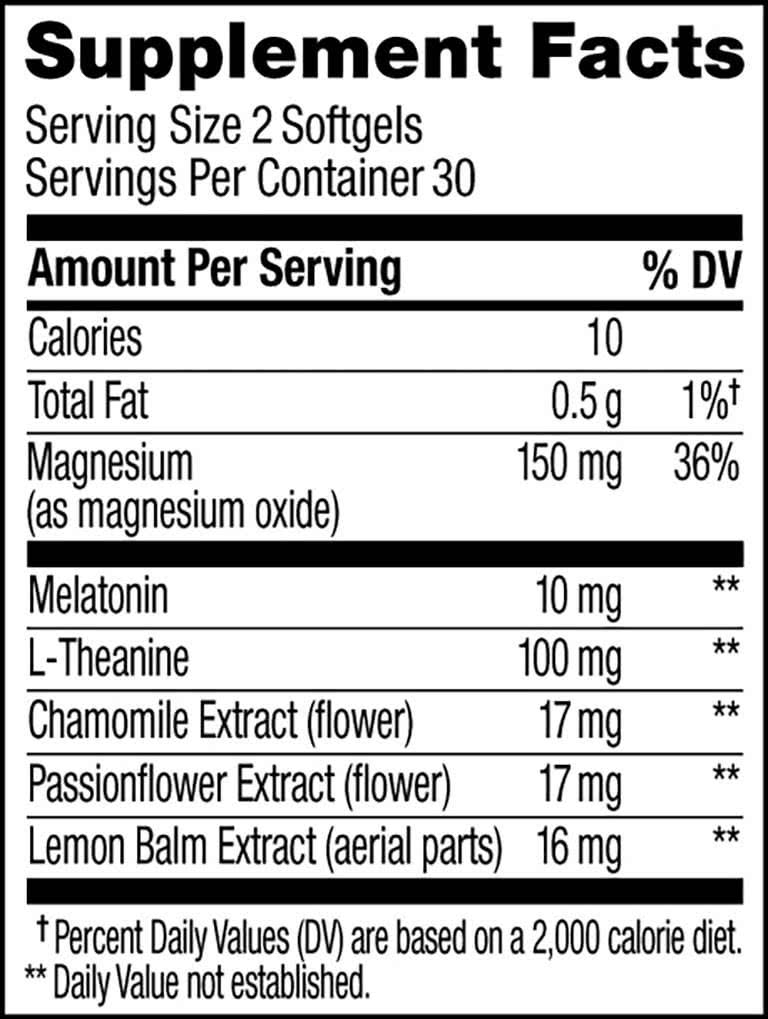 Supplement Facts
Serving Size 2 Softgels
Servings Per Container 30
Amount Per Serving % DV
Calories 10
Total Fat 0.5 g 1%†
Magnesium 150 mg 36%
(as magnesium oxide)
Melatonin 10 mg **
L-Theanine 100 mg **
Chamomile Extract (flower) 17 mg **
Passionflower Extract (flower) 17 mg **
Lemon Balm Extract (aerial parts) 16 mg **
† Percent Daily Values (DV) are based on a 2,000 calorie diet.
** Daily Value not established.